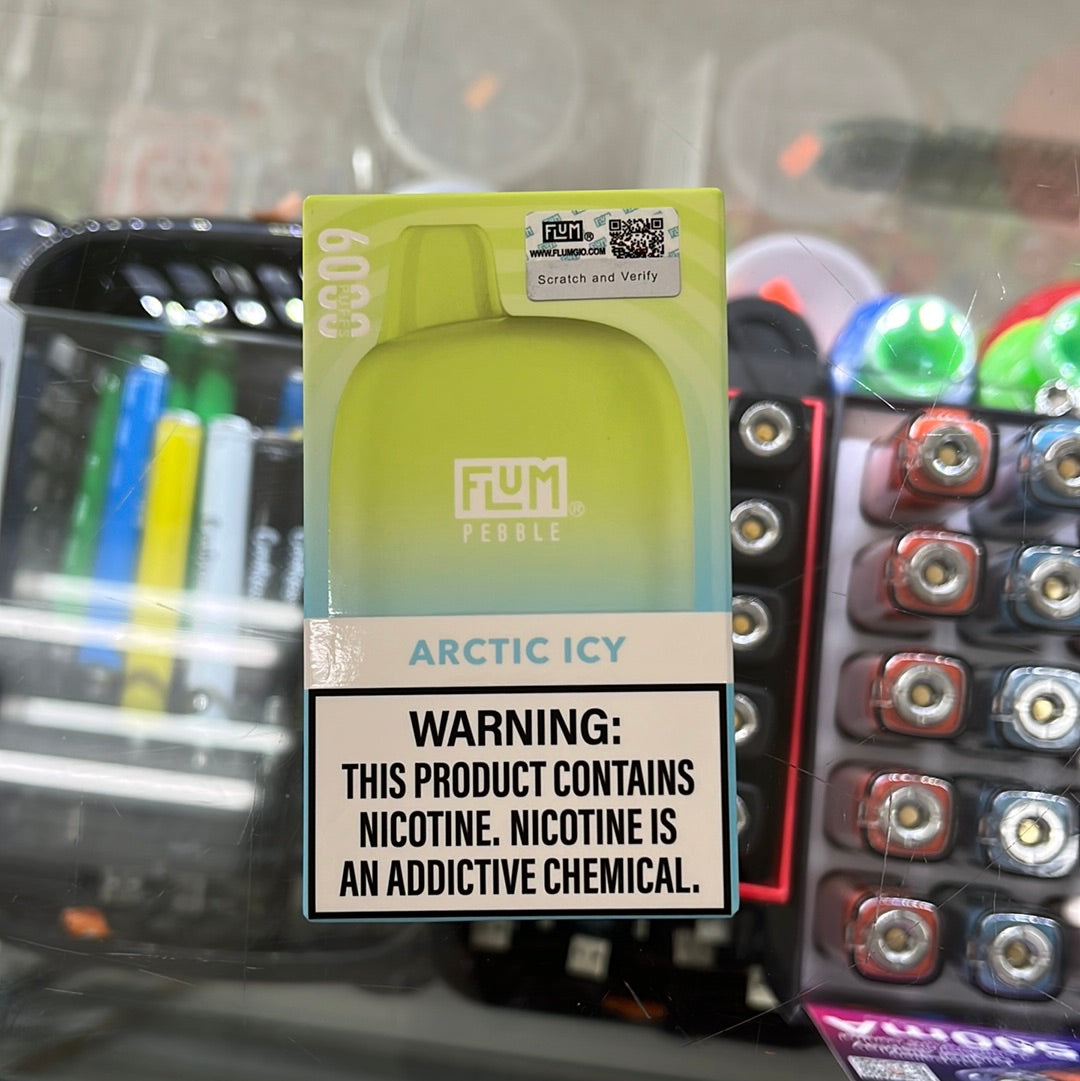 6000
PUFFS
FLUM®
WWW.FLUMGIO.COM
Scratch and Verify
FLUM®
PEBBLE
ARCTIC ICY
WARNING:
THIS PRODUCT CONTAINS
NICOTINE. NICOTINE IS
AN ADDICTIVE CHEMICAL.
Vmoos